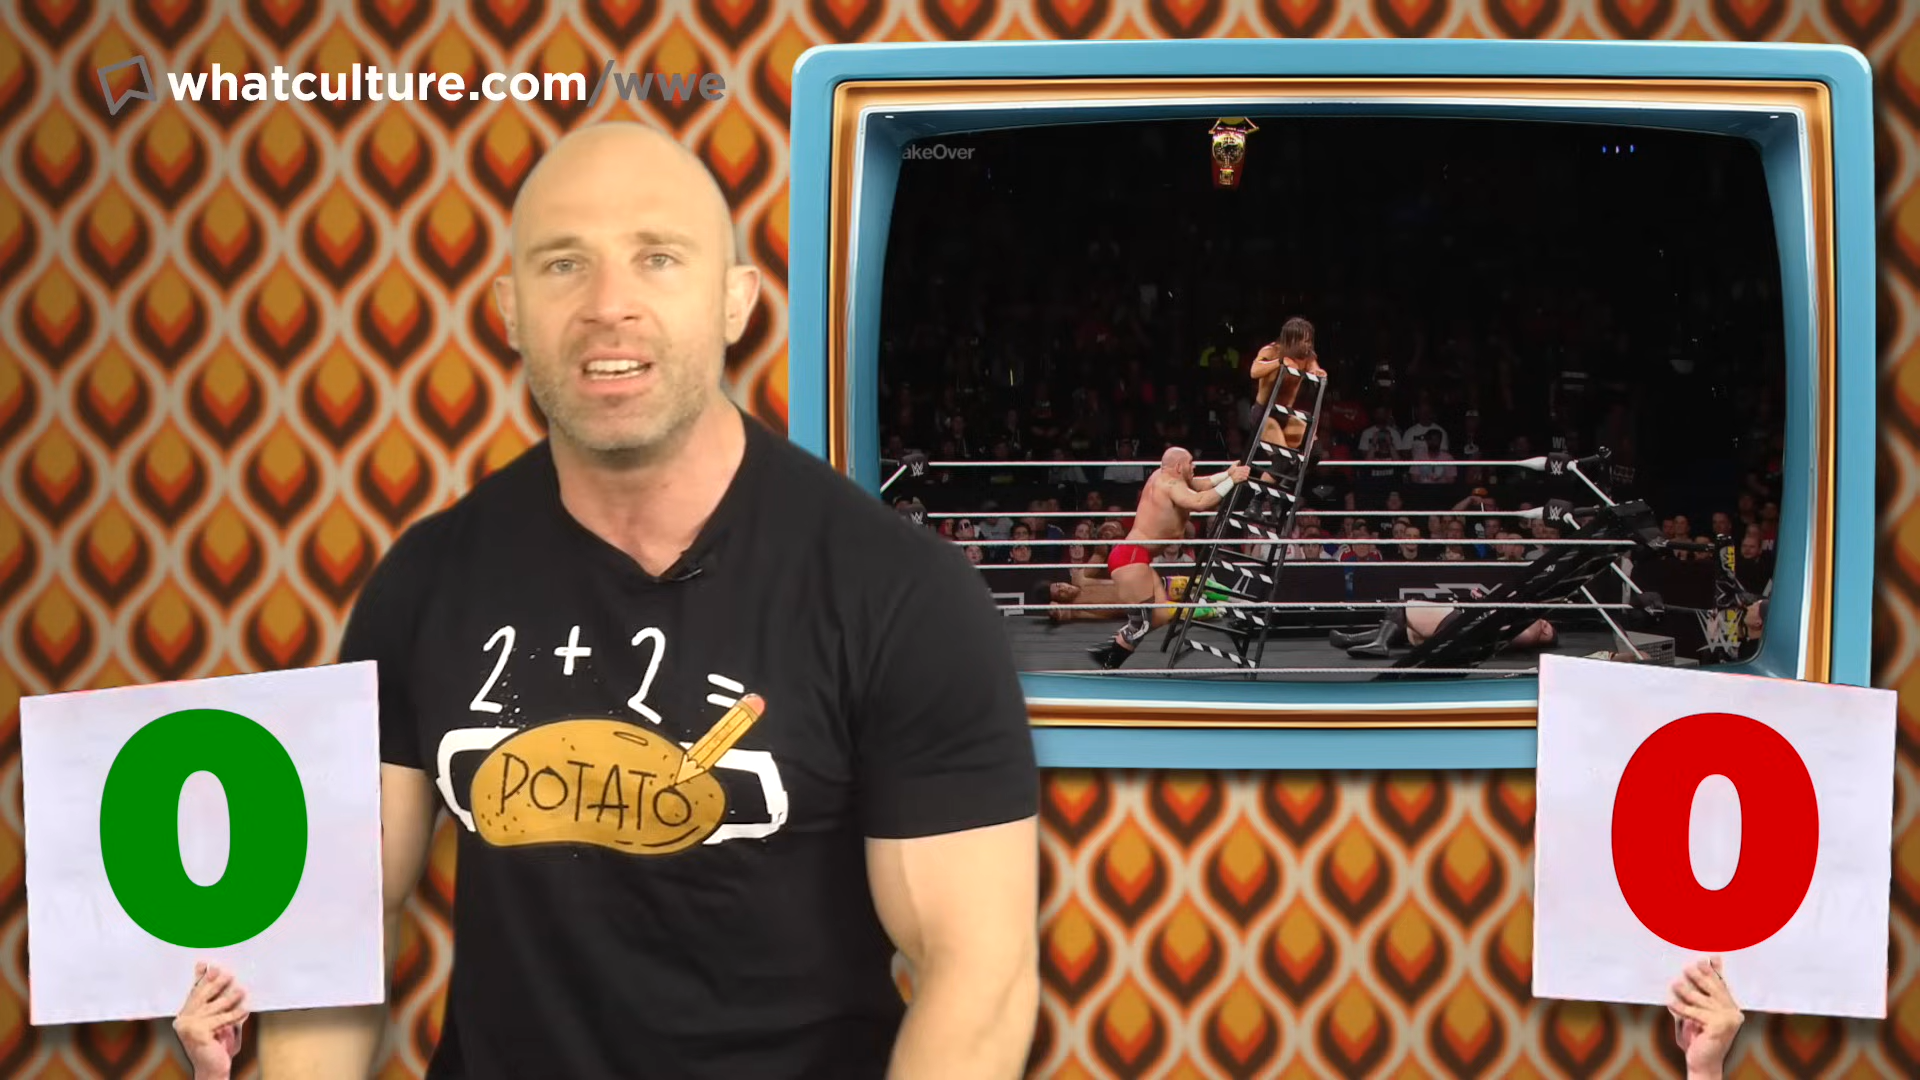 whatculture.com/wwe
akeOver
2 + 2 =
POTATO
0
0